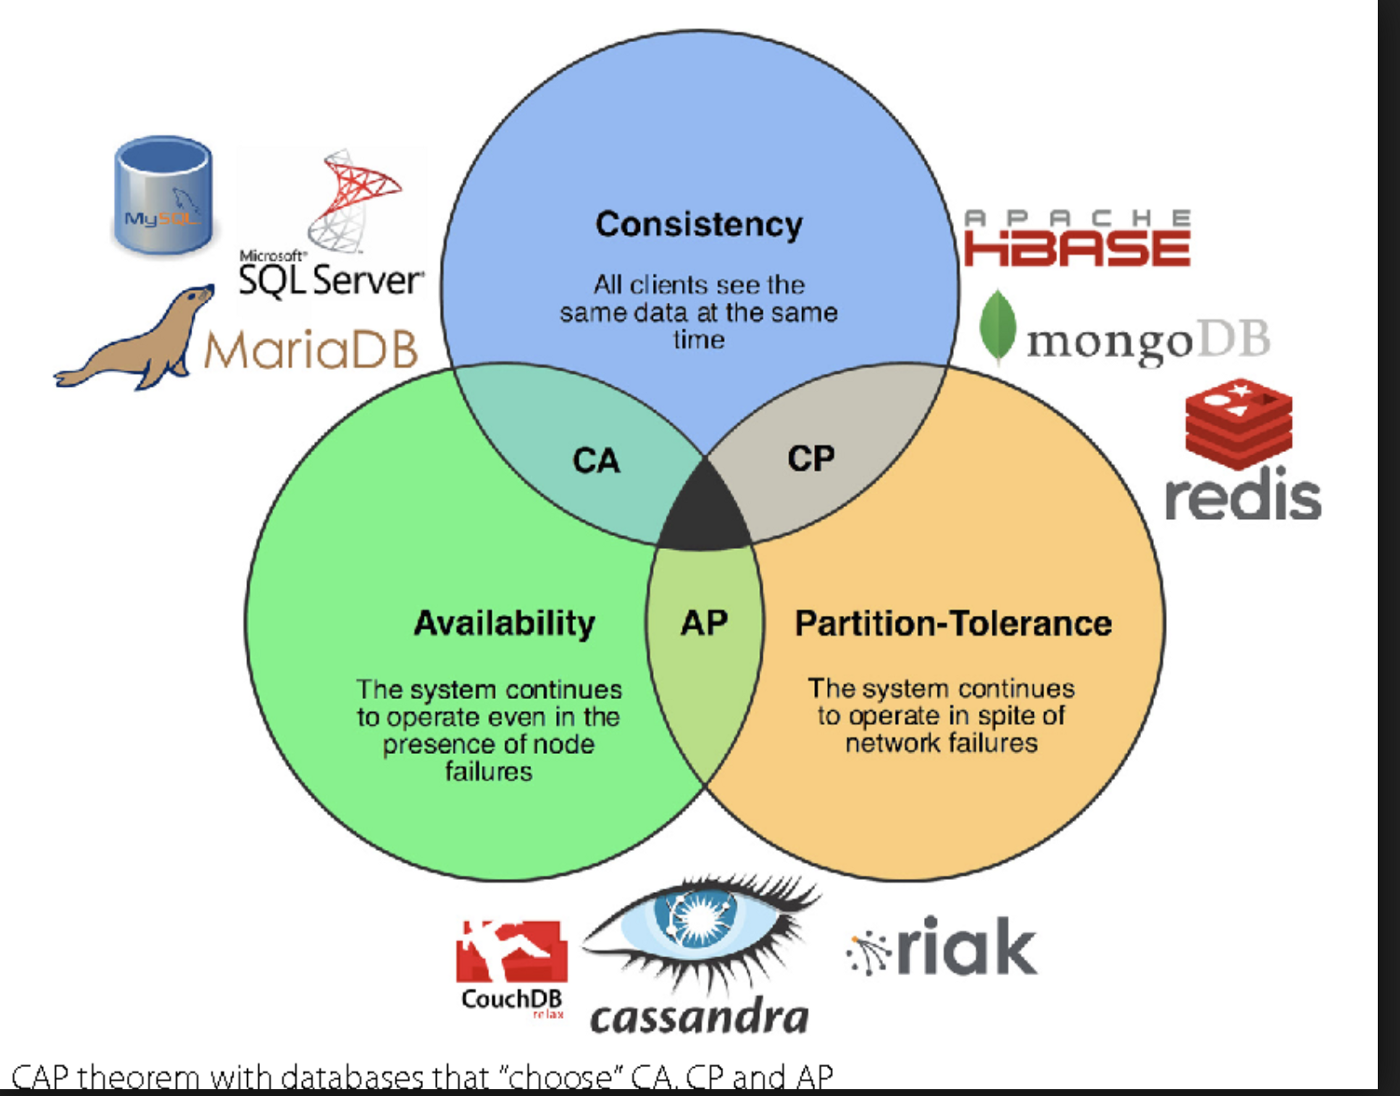 Consistency
All clients see the
same data at the same
time
MySQL
Microsoft®
SQL Server®
MariaDB
APACHE
HBASE
mongoDB
redis
CA
CP
AP
Availability
The system continues
to operate even in the
presence of node
failures
Partition-Tolerance
The system continues
to operate in spite of
network failures
CouchDB
relax
cassandra
riak
CAP theorem with databases that “choose” CA, CP and AP